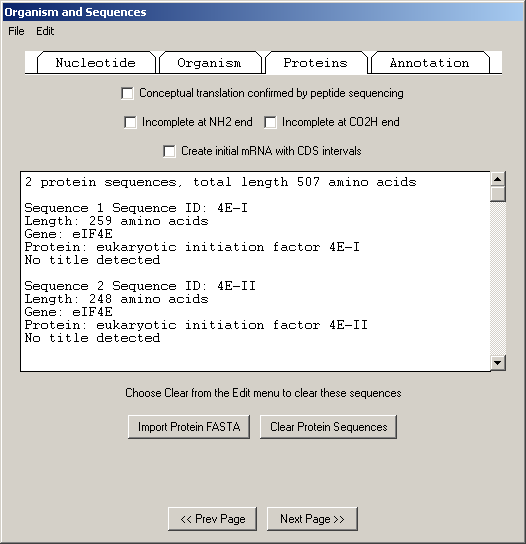 Organism and Sequences
File Edit
Nucleotide Organism Proteins Annotation
Conceptual translation confirmed by peptide sequencing
Incomplete at NH2 end Incomplete at CO2H end
Create initial mRNA with CDS intervals
2 protein sequences, total length 507 amino acids
Sequence 1 Sequence ID: 4E-I
Length: 259 amino acids
Gene: eIF4E
Protein: eukaryotic initiation factor 4E-I
No title detected
Sequence 2 Sequence ID: 4E-II
Length: 248 amino acids
Gene: eIF4E
Protein: eukaryotic initiation factor 4E-II
No title detected
Choose Clear from the Edit menu to clear these sequences
Import Protein FASTA Clear Protein Sequences
<< Prev Page Next Page >>